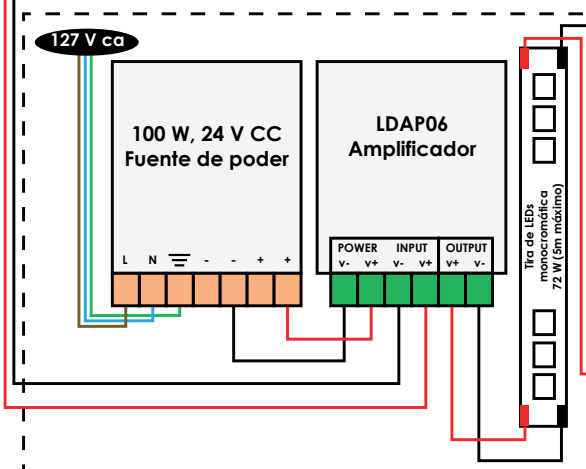 127 V ca
100 W, 24 V CC
Fuente de poder
L N - - + +
LDAP06
Amplificador
POWER INPUT OUTPUT
v- v+ v- v+ v+ v-
Tira de LEDs
monocromática
72 W (5m máximo)